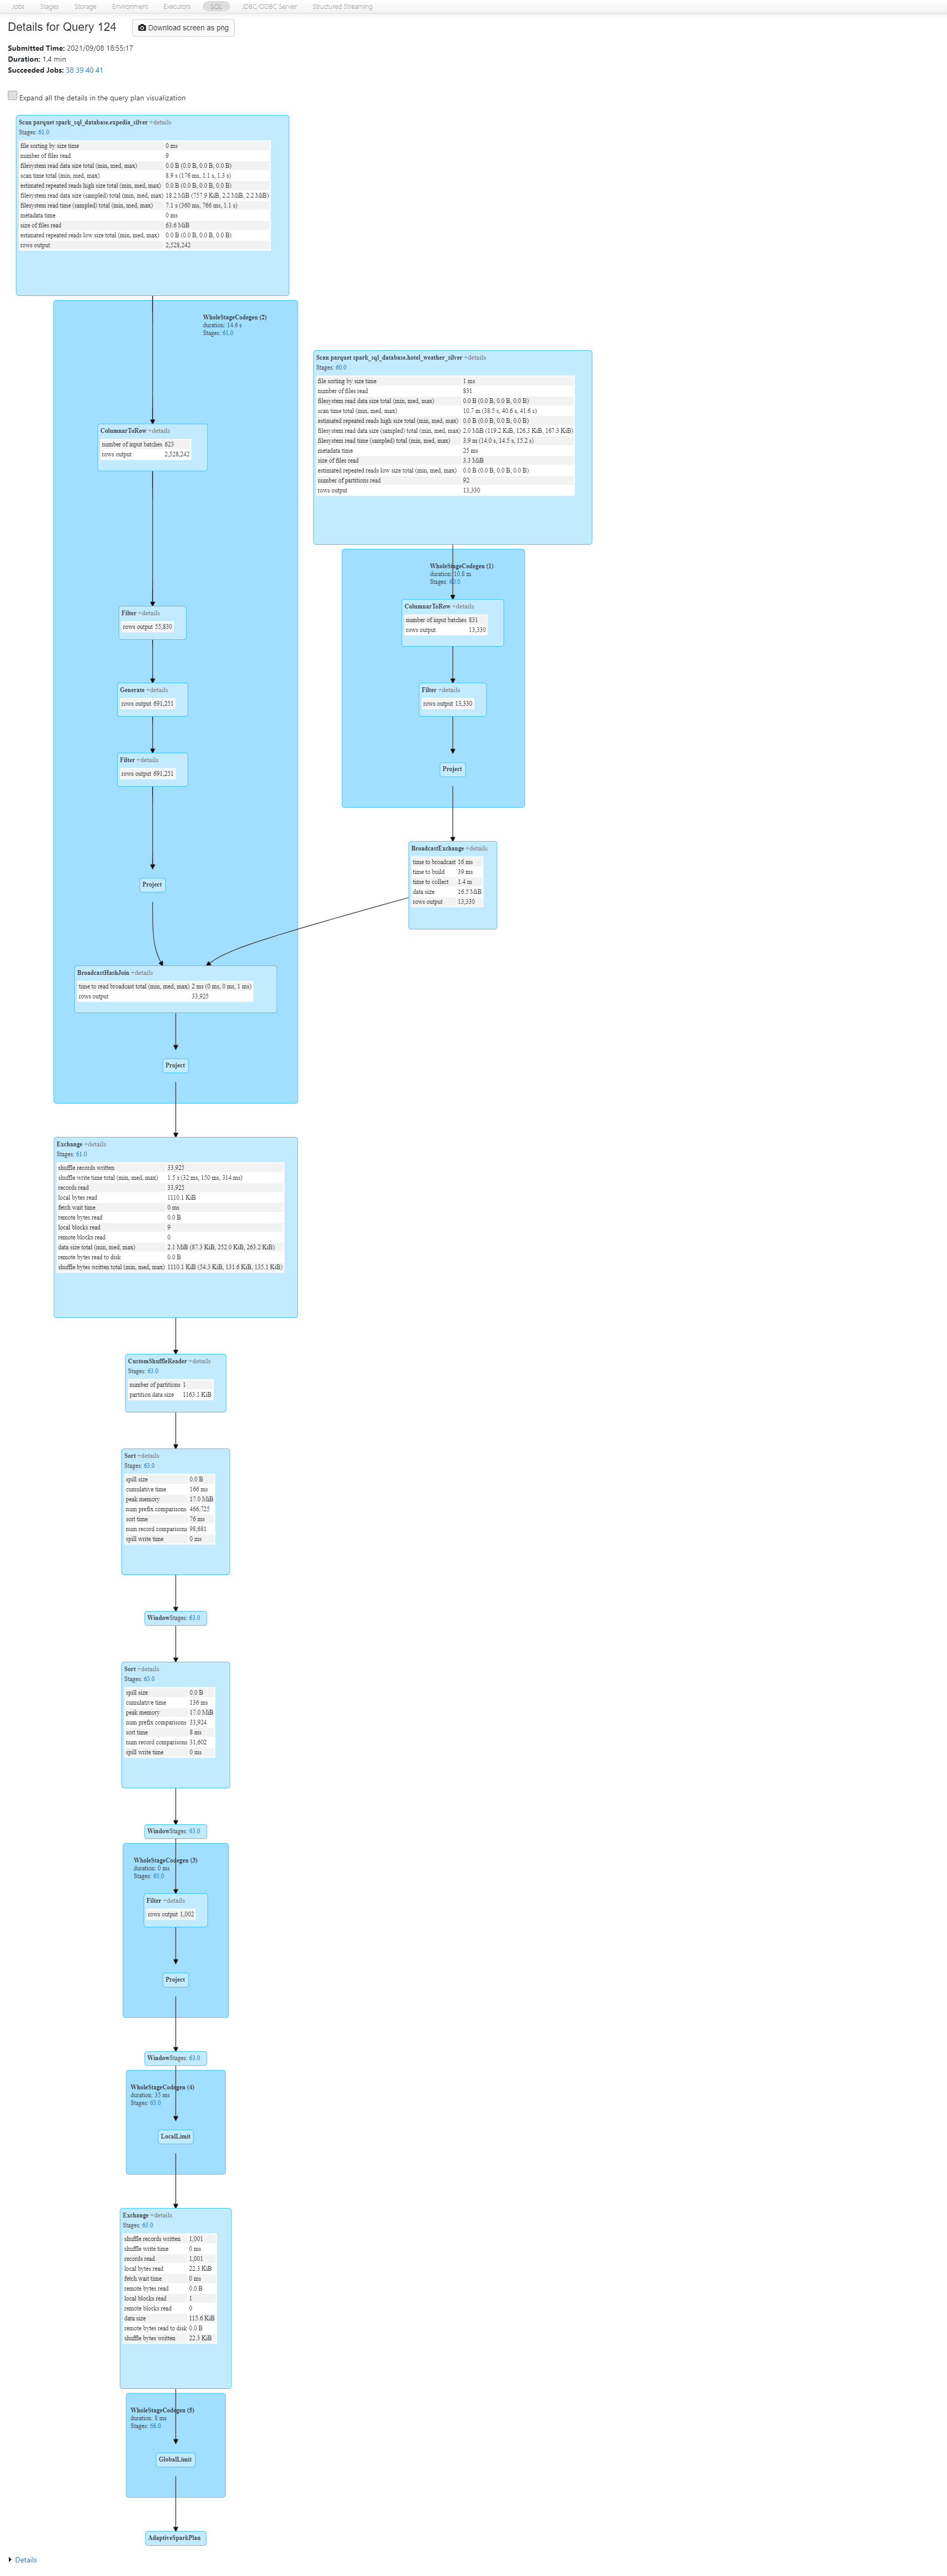 Jobs Stages Storage Environment Executors SQL JDBC/ODBC Server Structured Streaming
Details for Query 124
Download screen as png
Submitted Time: 2021/09/08 18:55:17
Duration: 1.4 min
Succeeded Jobs: 38 39 40 41
Expand all the details in the query plan visualization
Scan parquet spark_sql_database.expedia_silver +details
Stages: 61.0
file sorting by size time 0 ms
number of files read 9
filesystem read data size total (min, med, max) 0.0 B (0.0 B, 0.0 B, 0.0 B)
scan time total (min, med, max) 8.9 s (176 ms, 1.1 s, 1.3 s)
estimated repeated reads high size total (min, med, max) 0.0 B (0.0 B, 0.0 B, 0.0 B)
filesystem read data size (sampled) total (min, med, max) 18.2 MiB (757.9 KiB, 2.2 MiB, 2.2 MiB)
filesystem read time (sampled) total (min, med, max) 7.1 s (360 ms, 766 ms, 1.1 s)
metadata time 0 ms
size of files read 63.6 MiB
estimated repeated reads low size total (min, med, max) 0.0 B (0.0 B, 0.0 B, 0.0 B)
rows output 2,528,242
WholeStageCodegen (2)
duration: 14.6 s
Stages: 61.0
Scan parquet spark_sql_database.hotel_weather_silver +details
Stages: 60.0
file sorting by size time 1 ms
number of files read 831
filesystem read data size total (min, med, max) 0.0 B (0.0 B, 0.0 B, 0.0 B)
scan time total (min, med, max) 10.7 m (38.5 s, 40.6 s, 41.6 s)
estimated repeated reads high size total (min, med, max) 0.0 B (0.0 B, 0.0 B, 0.0 B)
filesystem read data size (sampled) total (min, med, max) 2.0 MiB (119.2 KiB, 126.3 KiB, 167.3 KiB)
filesystem read time (sampled) total (min, med, max) 3.9 m (14.0 s, 14.5 s, 15.2 s)
metadata time 25 ms
size of files read 3.3 MiB
estimated repeated reads low size total (min, med, max) 0.0 B (0.0 B, 0.0 B, 0.0 B)
number of partitions read 92
rows output 13,330
ColumnarToRow +details
number of input batches 623
rows output 2,528,242
WholeStageCodegen (1)
duration: 10.8 m
Stages: 60.0
ColumnarToRow +details
number of input batches 831
rows output 13,330
Filter +details
rows output 55,830
Filter +details
rows output 13,330
Generate +details
rows output 691,251
Filter +details
rows output 691,251
Project
BroadcastExchange +details
time to broadcast 16 ms
time to build 39 ms
time to collect 1.4 m
data size 16.5 MiB
rows output 13,330
Project
BroadcastHashJoin +details
time to read broadcast total (min, med, max) 2 ms (0 ms, 0 ms, 1 ms)
rows output 33,925
Project
Exchange +details
Stages: 61.0
shuffle records written 33,925
shuffle write time total (min, med, max) 1.5 s (32 ms, 150 ms, 314 ms)
records read 33,925
local bytes read 1110.1 KiB
fetch wait time 0 ms
remote bytes read 0.0 B
local blocks read 9
remote blocks read 0
data size total (min, med, max) 2.1 MiB (87.3 KiB, 252.0 KiB, 263.2 KiB)
remote bytes read to disk 0.0 B
shuffle bytes written total (min, med, max) 1110.1 KiB (54.3 KiB, 131.6 KiB, 135.1 KiB)
CustomShuffleReader +details
Stages: 63.0
number of partitions 1
partition data size 1163.1 KiB
Sort +details
Stages: 63.0
spill size 0.0 B
cumulative time 166 ms
peak memory 17.0 MiB
num prefix comparisons 466,725
sort time 76 ms
num record comparisons 98,681
spill write time 0 ms
WindowStages: 63.0
Sort +details
Stages: 63.0
spill size 0.0 B
cumulative time 136 ms
peak memory 17.0 MiB
num prefix comparisons 33,924
sort time 8 ms
num record comparisons 31,602
spill write time 0 ms
WindowStages: 63.0
WholeStageCodegen (3)
duration: 0 ms
Stages: 63.0
Filter +details
rows output 1,002
Project
WindowStages: 63.0
WholeStageCodegen (4)
duration: 35 ms
Stages: 63.0
LocalLimit
Exchange +details
Stages: 63.0
shuffle records written 1,001
shuffle write time 0 ms
records read 1,001
local bytes read 22.3 KiB
fetch wait time 0 ms
remote bytes read 0.0 B
local blocks read 1
remote blocks read 0
data size 115.6 KiB
remote bytes read to disk 0.0 B
shuffle bytes written 22.3 KiB
WholeStageCodegen (5)
duration: 8 ms
Stages: 66.0
GlobalLimit
AdaptiveSparkPlan
Details